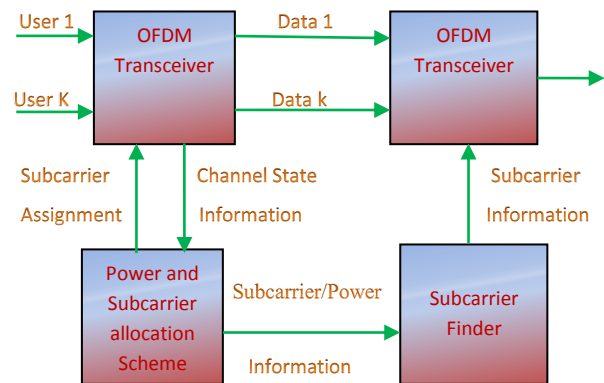 User 1
OFDM
Transceiver
Data 1
OFDM
Transceiver
User K
Data k
Subcarrier
Assignment
Channel State
Information
Subcarrier
Information
Power and
Subcarrier
allocation
Scheme
Subcarrier/Power
Information
Subcarrier
Finder